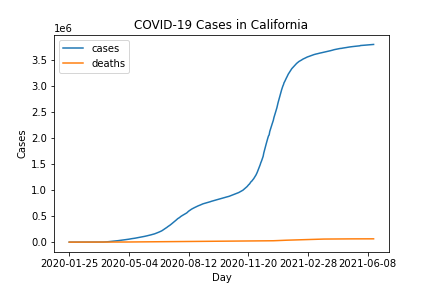 COVID-19 Cases in California
1e6
cases
deaths
3.5
3.0
2.5
2.0
1.5
1.0
0.5
0.0
Cases
2020-01-25 2020-05-04 2020-08-12 2020-11-20 2021-02-28 2021-06-08
Day